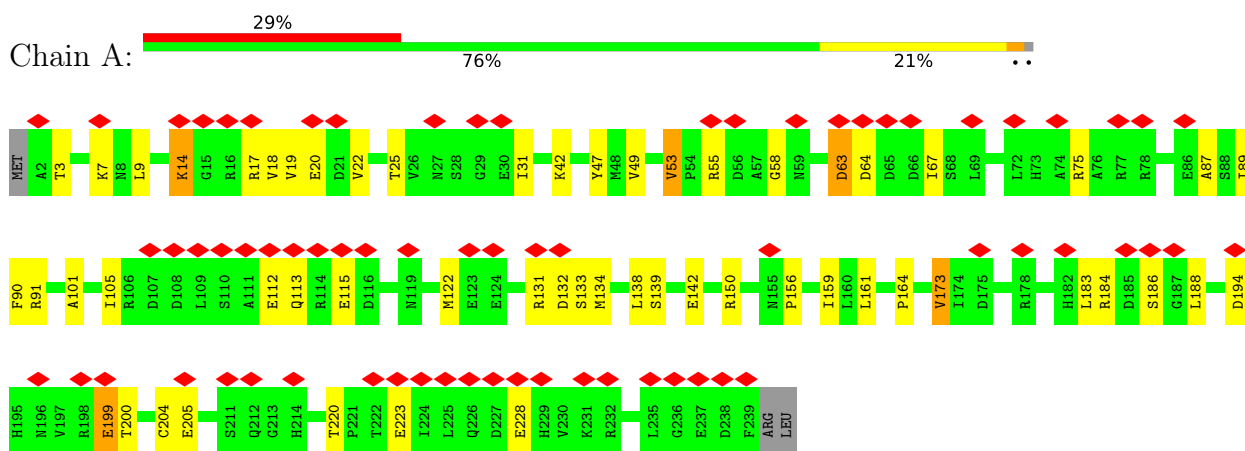 29%
Chain A:
76% 21% • •
MET A2 T3 K7 N8 L9 K14 G15 R16 R17 V18 V19 E20 D21 V22 T25 V26 N27 S28 G29 E30 I31 K42 Y47 M48 V49 V53 P54 R55 D56 A57 G58 N59 D63 D64 D65 D66 I67 S68 L69 L72 H73 A74 R75 A76 R77 R78 E86 A87 S88 I89
F90 R91 A101 I105 R106 D107 D108 L109 S110 A111 E112 Q113 R114 E115 D116 N119 M122 E123 E124 R131 D132 S133 M134 L138 S139 E142 R150 N155 P156 I159 L160 L161 P164 V173 I174 D175 R178 H182 L183 R184 D185 S186 G187 L188 D194
H195 N196 V197 R198 E199 T200 C204 E205 S211 Q212 G213 H214 T220 P221 T222 E223 I224 L225 Q226 D227 E228 H229 V230 K231 R232 L235 G236 E237 D238 F239 ARG LEU